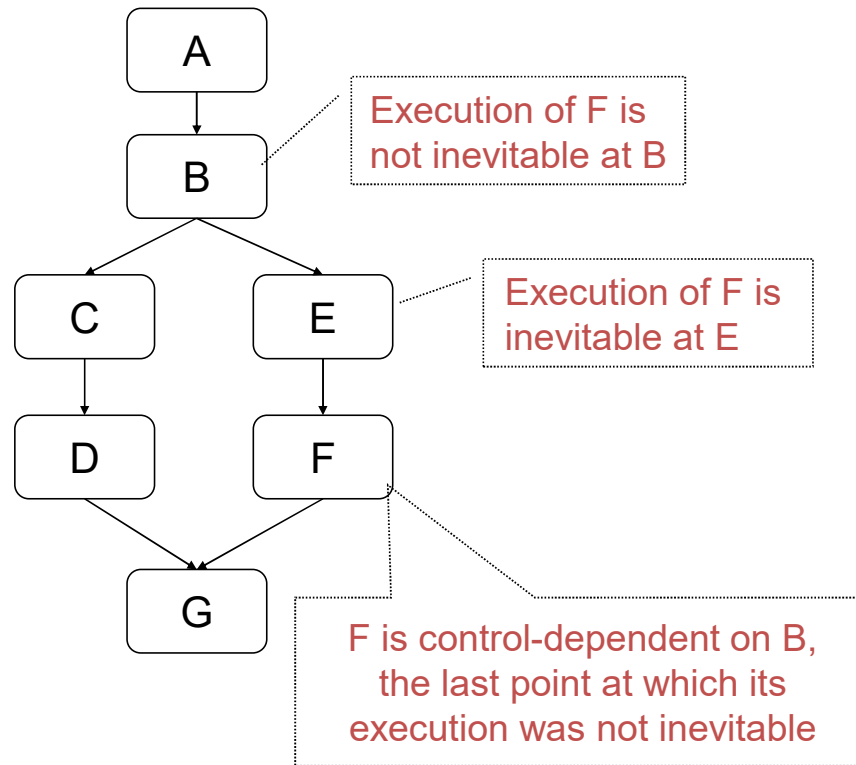 A
Execution of F is
not inevitable at B
B
C
E
Execution of F is
inevitable at E
D
F
G
F is control-dependent on B,
the last point at which its
execution was not inevitable